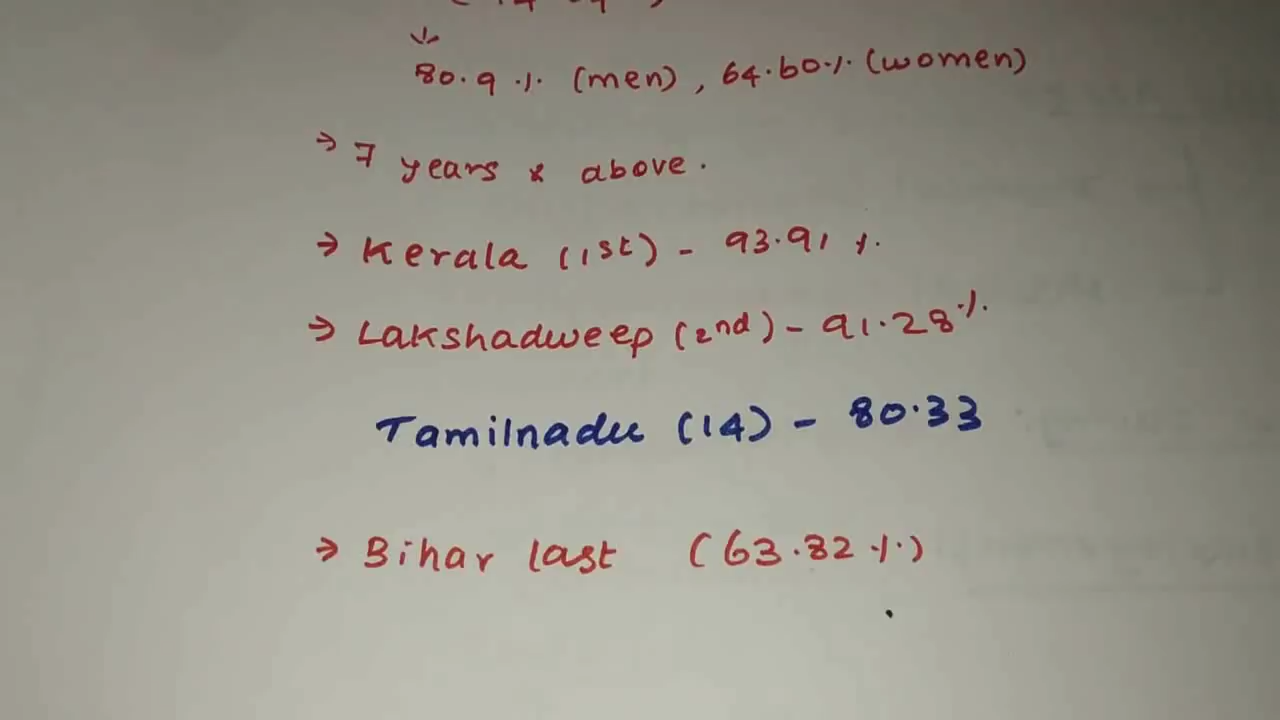 80.9 % (men), 64.60% (women)
→ 7 years & above.
→ Kerala (1st) - 93.91 %
→ Lakshadweep (2nd) - 91.28%
Tamilnadu (14) - 80.33
→ Bihar last (63.82 %)